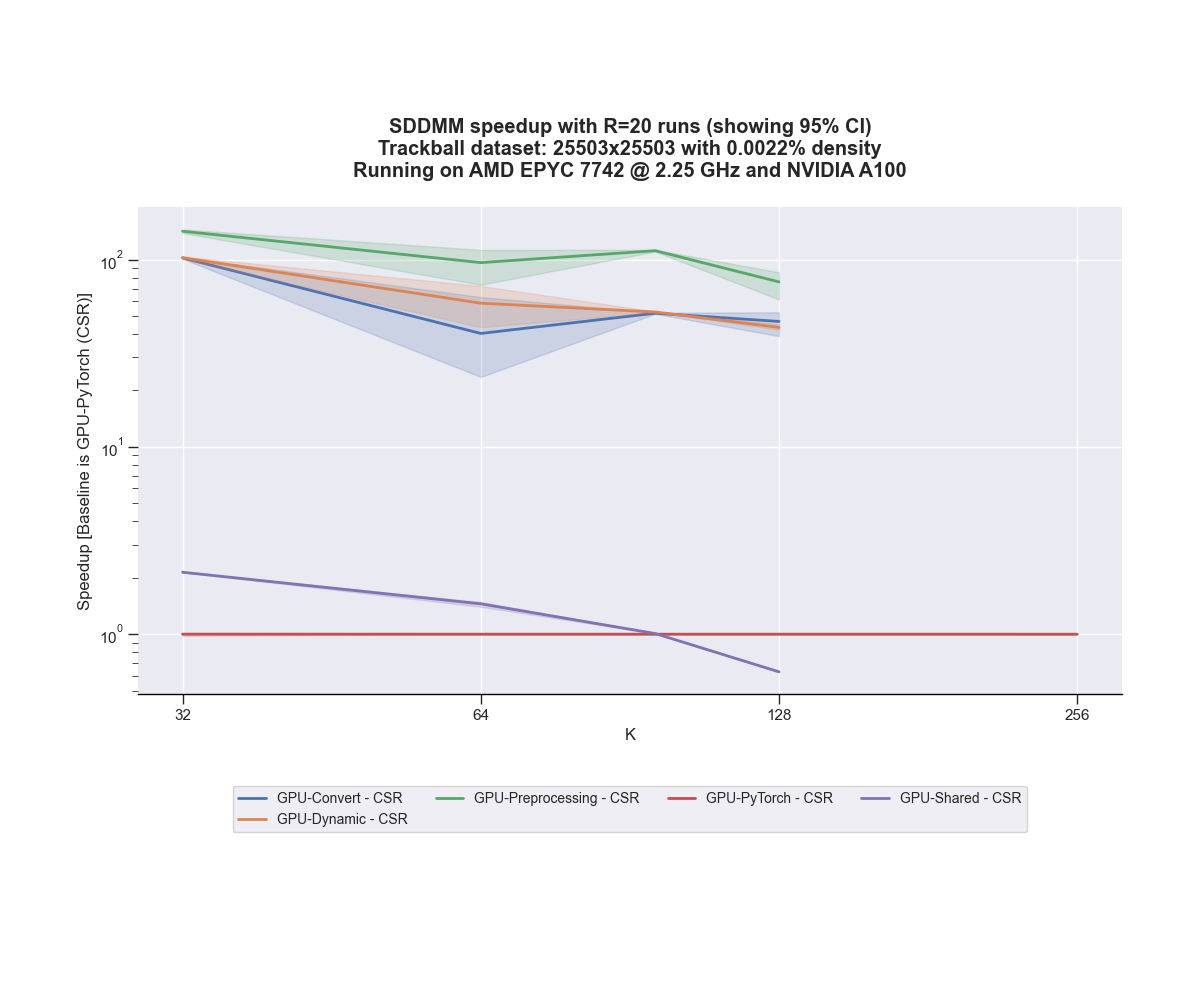 SDDMM speedup with R=20 runs (showing 95% CI)
Trackball dataset: 25503x25503 with 0.0022% density
Running on AMD EPYC 7742 @ 2.25 GHz and NVIDIA A100
Speedup [Baseline is GPU-PyTorch (CSR)]
10^2
10^1
10^0
32 64 128 256
K
GPU-Convert - CSR GPU-Preprocessing - CSR GPU-PyTorch - CSR GPU-Shared - CSR
GPU-Dynamic - CSR